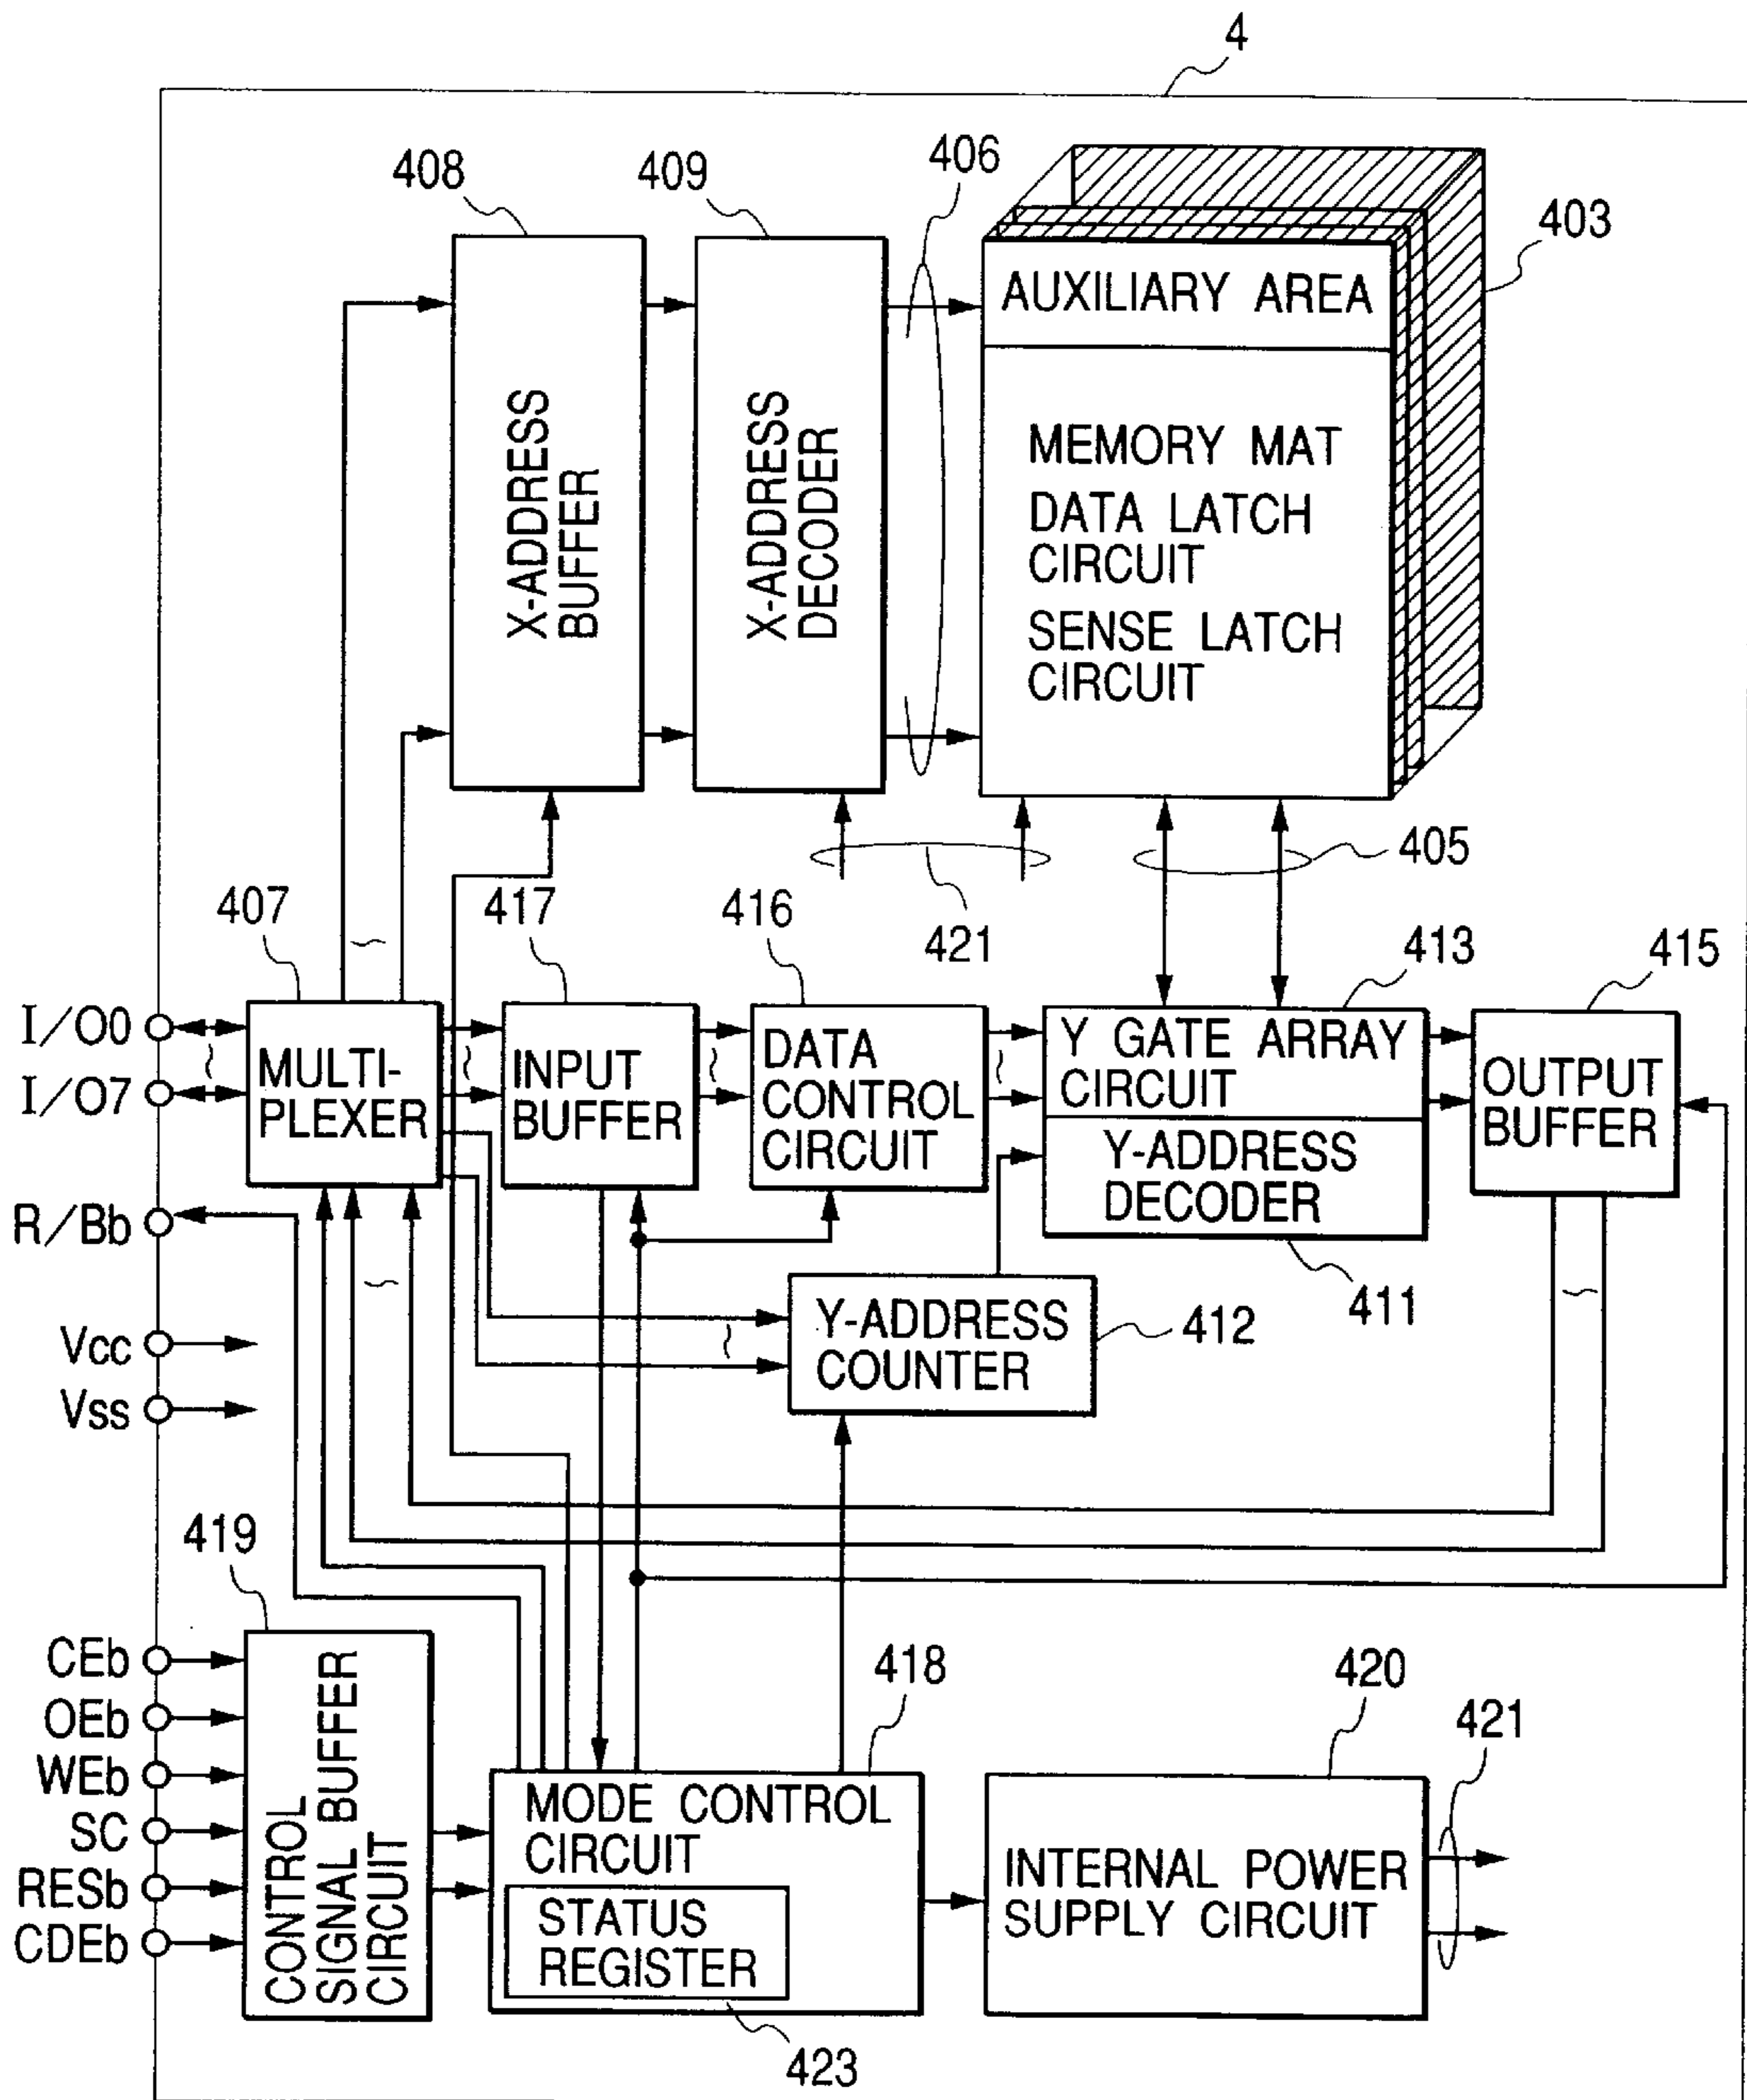 4
408
409
406
403
X-ADDRESS
BUFFER
X-ADDRESS
DECODER
AUXILIARY AREA
MEMORY MAT
DATA LATCH
CIRCUIT
SENSE LATCH
CIRCUIT
405
421
407
417
416
413
415
I/O0
I/O7
R/Bb
MULTI-
PLEXER
INPUT
BUFFER
DATA
CONTROL
CIRCUIT
Y GATE ARRAY
CIRCUIT
Y-ADDRESS
DECODER
OUTPUT
BUFFER
411
Y-ADDRESS
COUNTER
412
Vcc
Vss
419
CEb
OEb
WEb
SC
RESb
CDEb
CONTROL
SIGNAL BUFFER
CIRCUIT
418
MODE CONTROL
CIRCUIT
STATUS
REGISTER
423
420
INTERNAL POWER
SUPPLY CIRCUIT
421